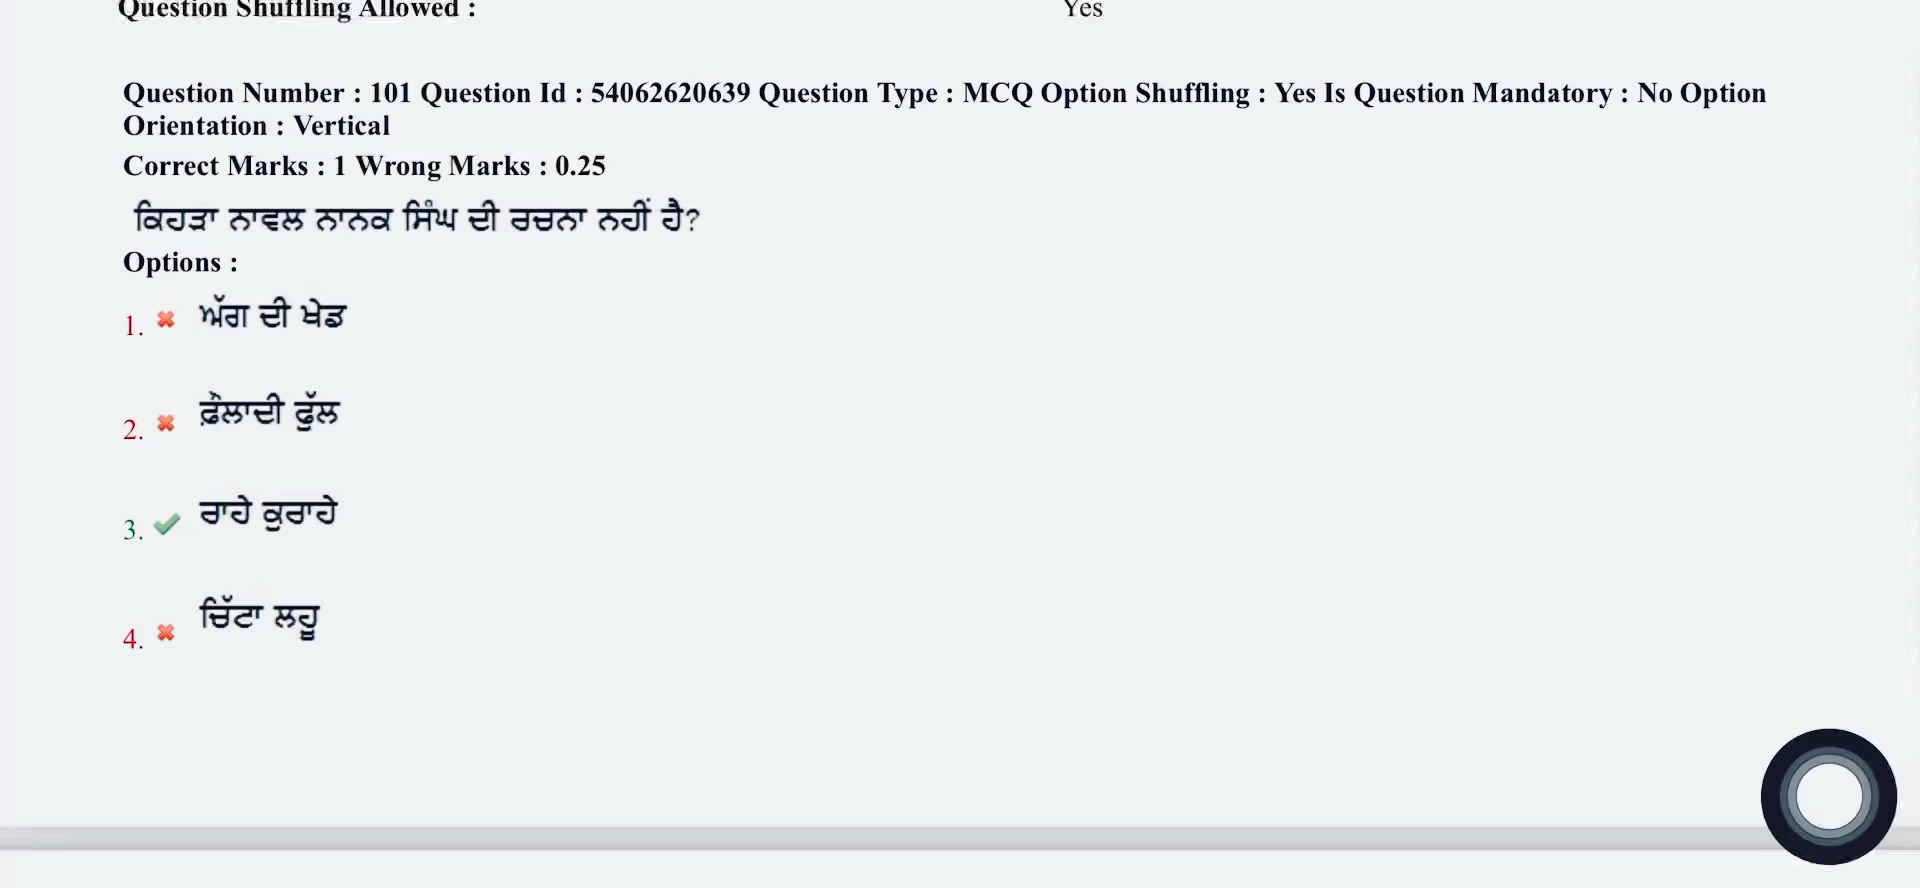 Question Shuffling Allowed : Yes
Question Number : 101 Question Id : 54062620639 Question Type : MCQ Option Shuffling : Yes Is Question Mandatory : No Option
Orientation : Vertical
Correct Marks : 1 Wrong Marks : 0.25
ਕਿਹੜਾ ਨਾਵਲ ਨਾਨਕ ਸਿੰਘ ਦੀ ਰਚਨਾ ਨਹੀਂ ਹੈ?
Options :
1. ਅੱਗ ਦੀ ਖੇਡ
2. ਫ਼ੌਲਾਦੀ ਫੁੱਲ
3. ਰਾਹੇ ਕੁਰਾਹੇ
4. ਚਿੱਟਾ ਲਹੂ